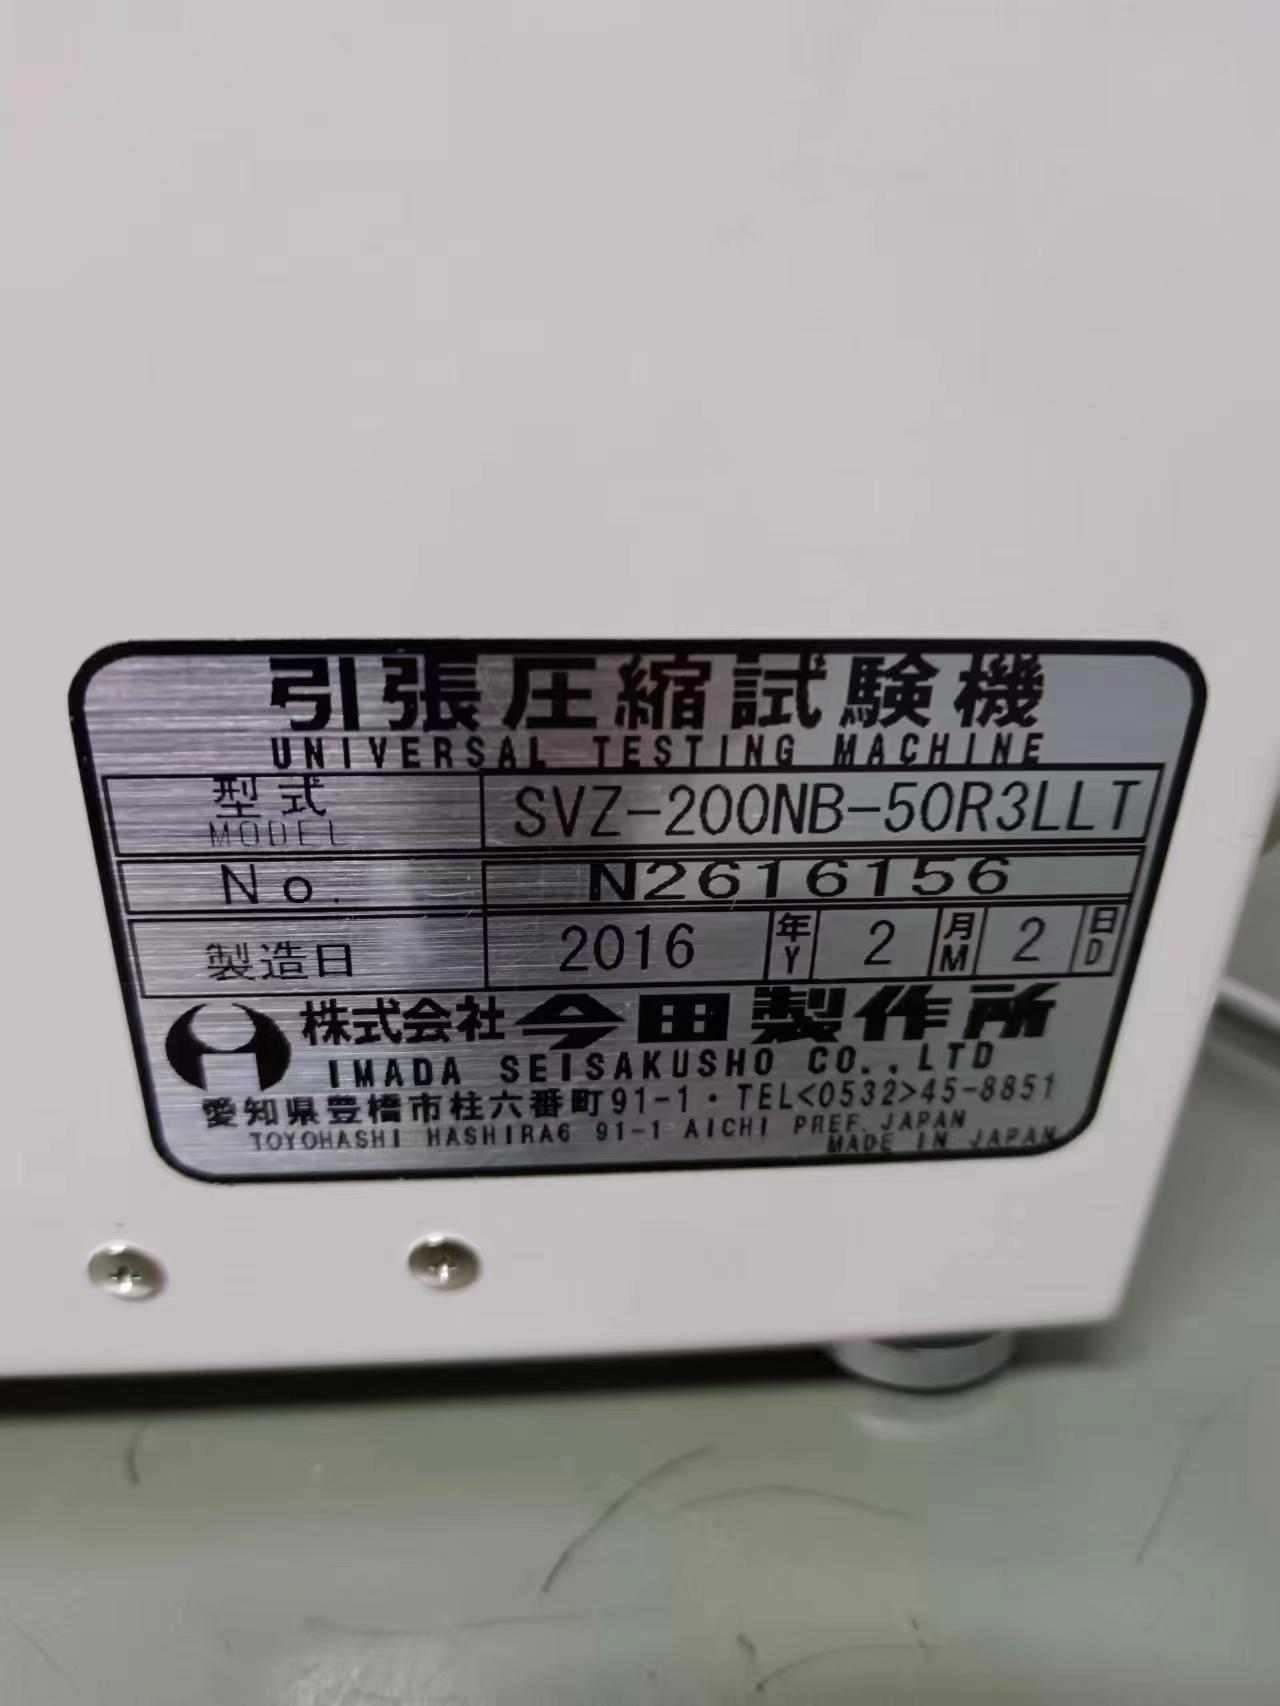 引張圧縮試験機
UNIVERSAL TESTING MACHINE
型式 SVZ-200NB-50R3LLT
MODEL
No. N2616156
製造日 2016 年Y 2 月M 2 日D
株式会社 今田製作所
IMADA SEISAKUSHO CO.,LTD
愛知県豊橋市柱六番町91-1・TEL<0532>45-8851
TOYOHASHI HASHIRA6 91-1 AICHI PREF. JAPAN
MADE IN JAPAN